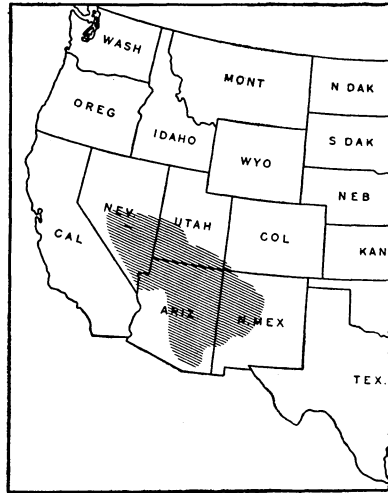 WASH
MONT
N DAK
OREG
IDAHO
S DAK
WYO
NEB
NEV
UTAH
CAL
COL
KAN
ARIZ
N. MEX
TEX.